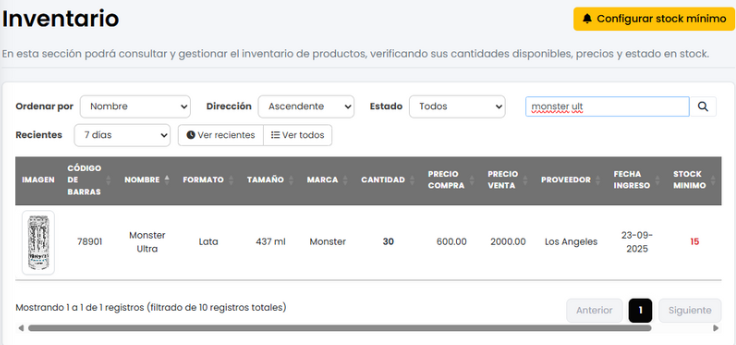 Inventario
Configurar stock mínimo
En esta sección podrá consultar y gestionar el inventario de productos, verificando sus cantidades disponibles, precios y estado en stock.
Ordenar por Nombre Dirección Ascendente Estado Todos monster ult
Recientes 7 días Ver recientes Ver todos
IMAGEN CÓDIGO DE BARRAS NOMBRE FORMATO TAMAÑO MARCA CANTIDAD PRECIO COMPRA PRECIO VENTA PROVEEDOR FECHA INGRESO STOCK MINIMO
78901 Monster Ultra Lata 437 ml Monster 30 600.00 2000.00 Los Angeles 23-09-2025 15
Mostrando 1 a 1 de 1 registros (filtrado de 10 registros totales)
Anterior 1 Siguiente